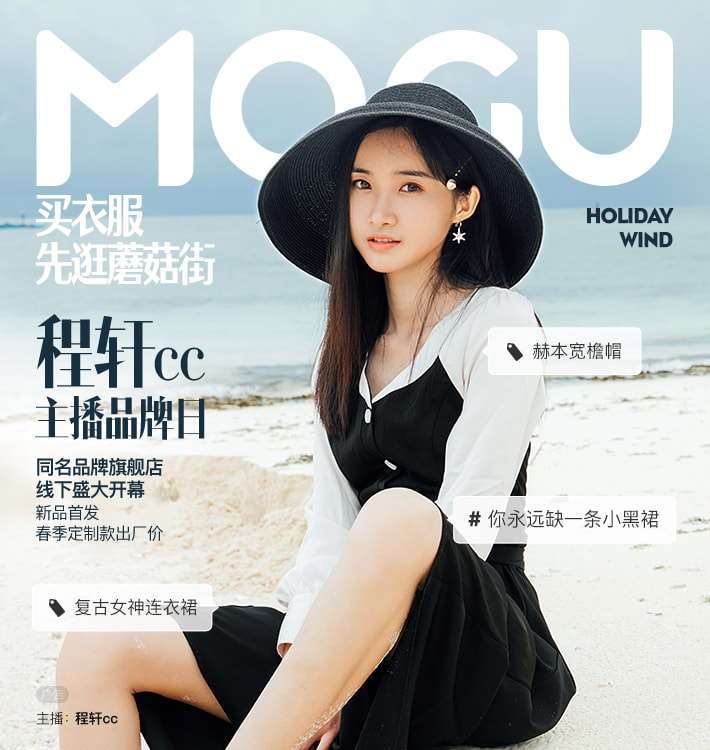 MOGU
买衣服
先逛蘑菇街
HOLIDAY
WIND
程轩cc
主播品牌日
同名品牌旗舰店
线下盛大开幕
新品首发
春季定制款出厂价
赫本宽檐帽
# 你永远缺一条小黑裙
复古女神连衣裙
广告
主播：程轩cc